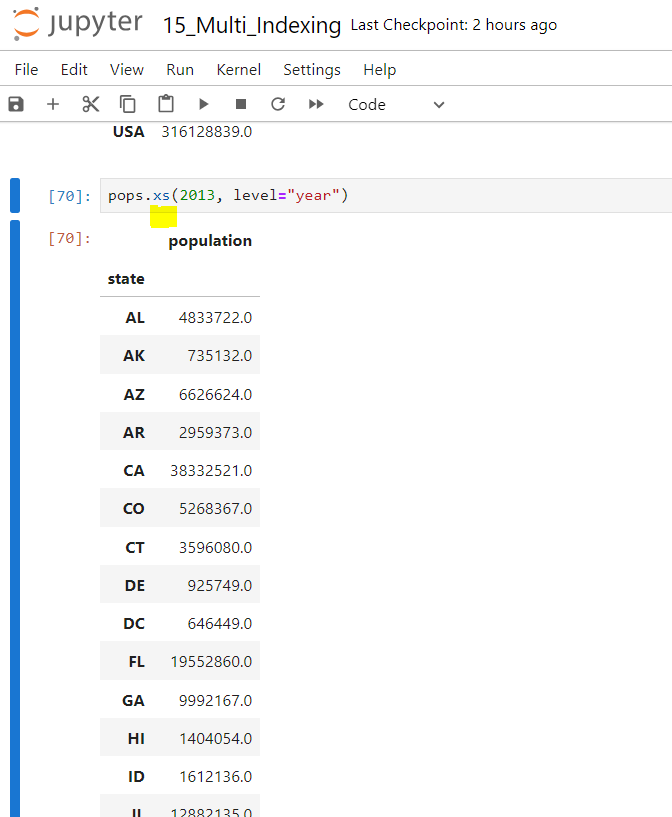 jupyter 15_Multi_Indexing Last Checkpoint: 2 hours ago
File Edit View Run Kernel Settings Help
Code
USA 316128839.0
[70]: pops.xs(2013, level="year")
[70]: population
state
AL 4833722.0
AK 735132.0
AZ 6626624.0
AR 2959373.0
CA 38332521.0
CO 5268367.0
CT 3596080.0
DE 925749.0
DC 646449.0
FL 19552860.0
GA 9992167.0
HI 1404054.0
ID 1612136.0
IL 12882135.0